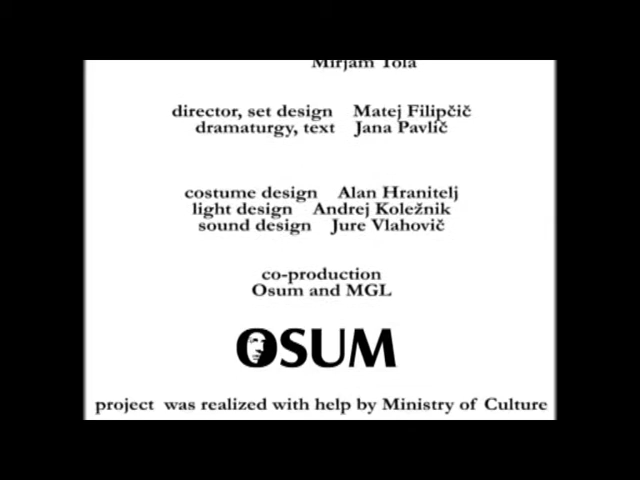 Mirjam Tola
director, set design Matej Filipčič
dramaturgy, text Jana Pavlič
costume design Alan Hranitelj
light design Andrej Koležnik
sound design Jure Vlahovič
co-production
Osum and MGL
OSUM
project was realized with help by Ministry of Culture